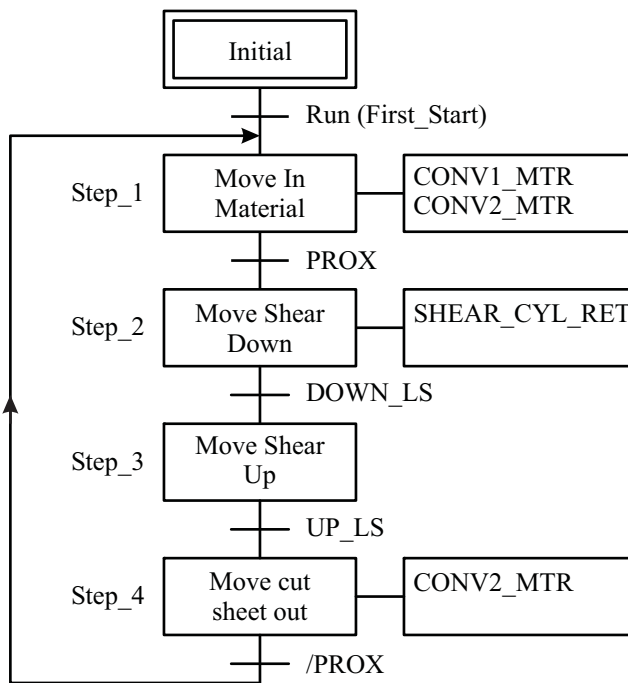 Initial
Run (First_Start)
Step_1
Move In
Material
CONV1_MTR
CONV2_MTR
PROX
Step_2
Move Shear
Down
SHEAR_CYL_RET
DOWN_LS
Step_3
Move Shear
Up
UP_LS
Step_4
Move cut
sheet out
CONV2_MTR
/PROX